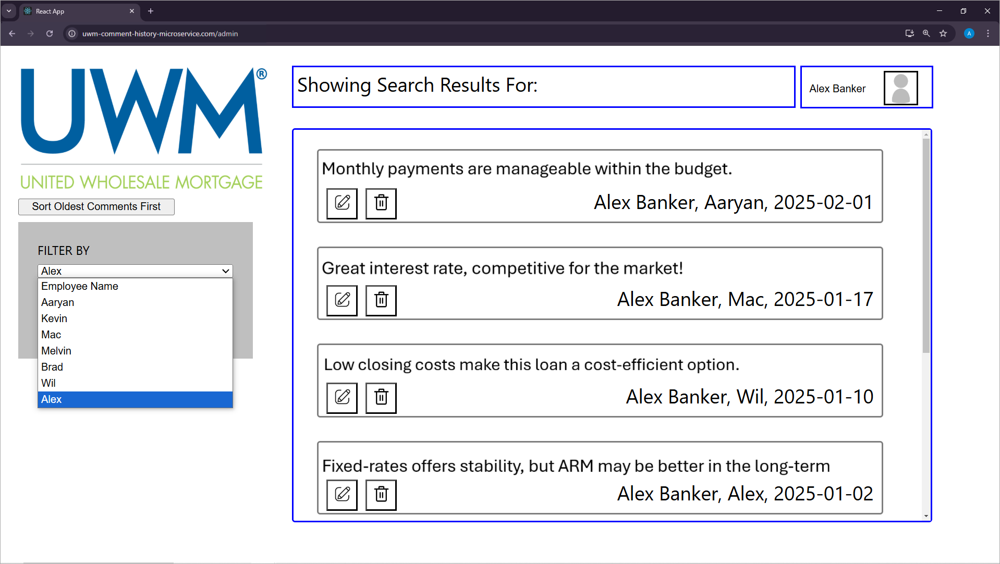 React App
uwm-comment-history-microservice.com/admin
A
UWM®
UNITED WHOLESALE MORTGAGE
Sort Oldest Comments First
FILTER BY
Alex
Employee Name
Aaryan
Kevin
Mac
Melvin
Brad
Wil
Alex
Showing Search Results For:
Alex Banker
Monthly payments are manageable within the budget.
Alex Banker, Aaryan, 2025-02-01
Great interest rate, competitive for the market!
Alex Banker, Mac, 2025-01-17
Low closing costs make this loan a cost-efficient option.
Alex Banker, Wil, 2025-01-10
Fixed-rates offers stability, but ARM may be better in the long-term
Alex Banker, Alex, 2025-01-02